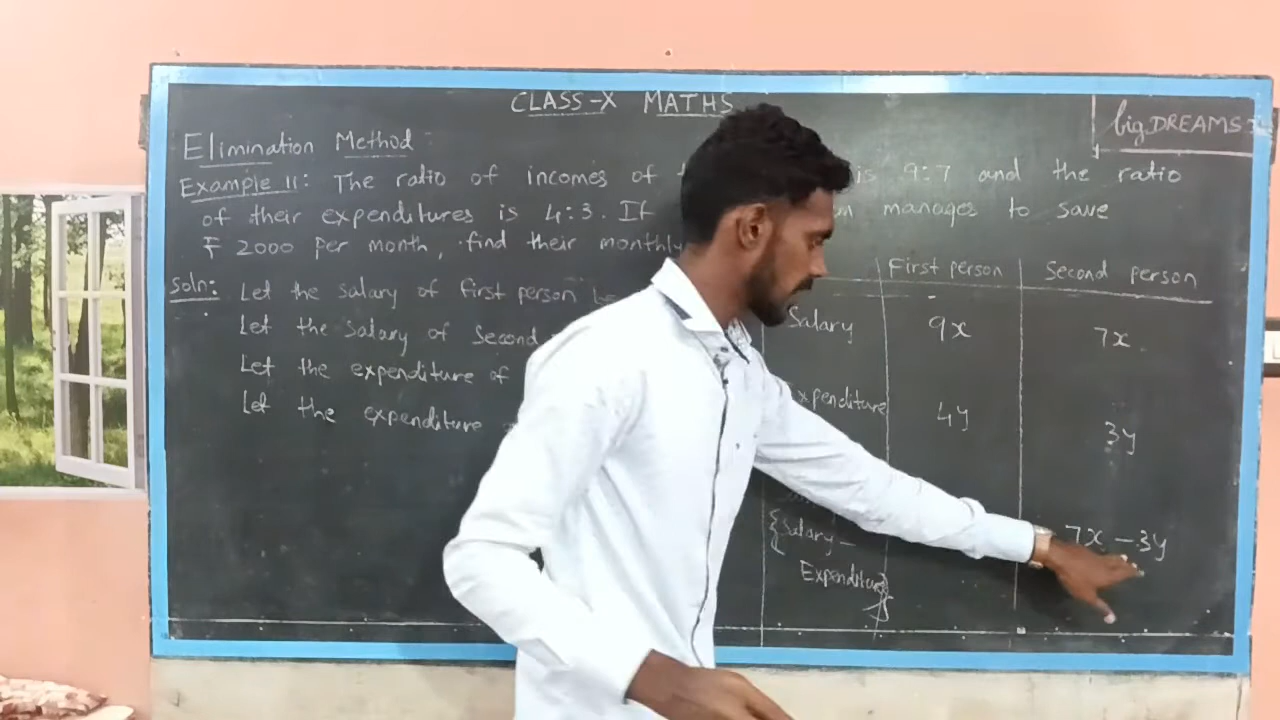 CLASS-X MATHS
big.DREAMS
Elimination Method :
Example 11: The ratio of incomes of is 9:7 and the ratio
of their expenditures is 4:3. If manages to save
₹ 2000 per month, find their monthly
First person Second person
Soln: Let the salary of first person
Let the salary of second
Salary 9x 7x
Let the expenditure of
Expenditure 4y 3y
Let the expenditure
{Salary – 7x – 3y
Expenditure}